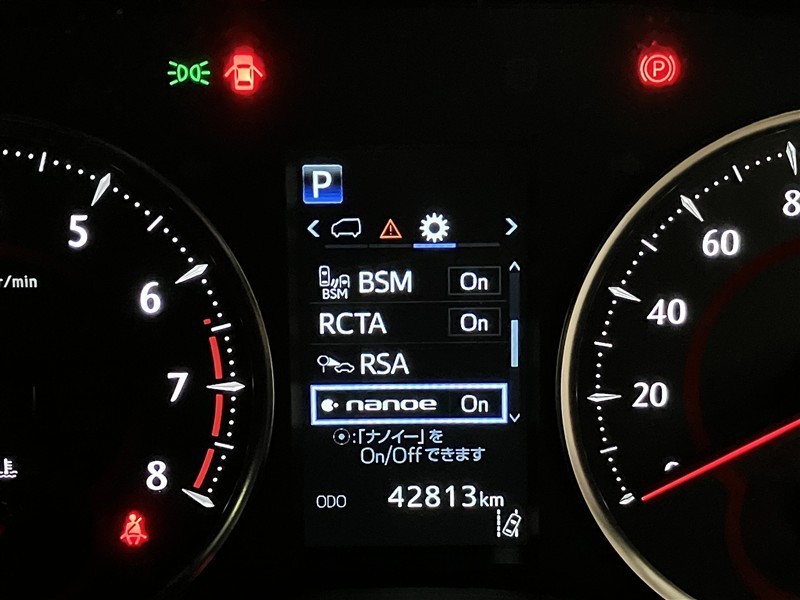 P
P
BSM
BSM On
RCTA On
RSA
nanoe On
:「ナノイー」を
On/Offできます
ODO 42813km
5
r/min
6
7
8
8
60
40
20